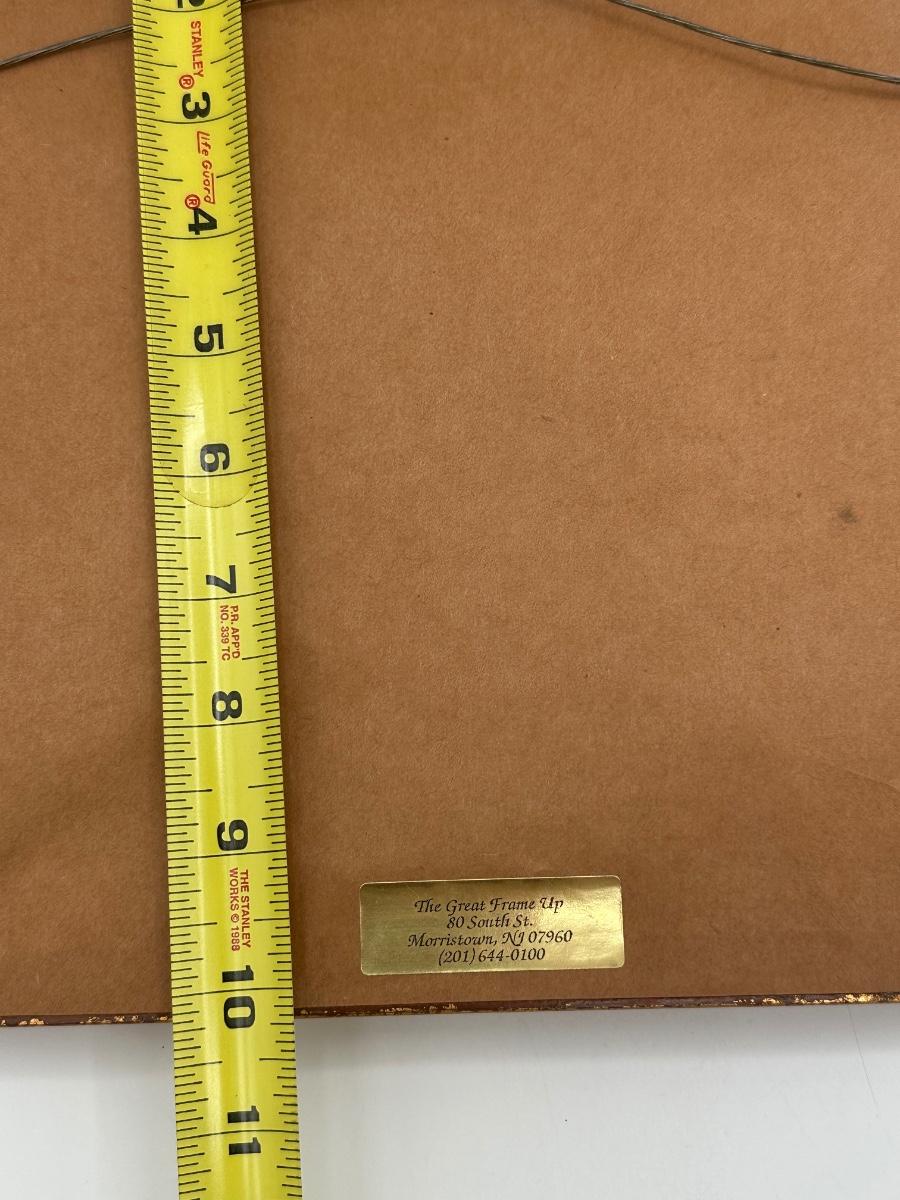 2
STANLEY®
3
Life Guard®
4
5
6
7
P.R. APP'D
NO. 339 TC
8
9
THE STANLEY
WORKS © 1988
10
11
The Great Frame Up
80 South St.
Morristown, NJ 07960
(201) 644-0100